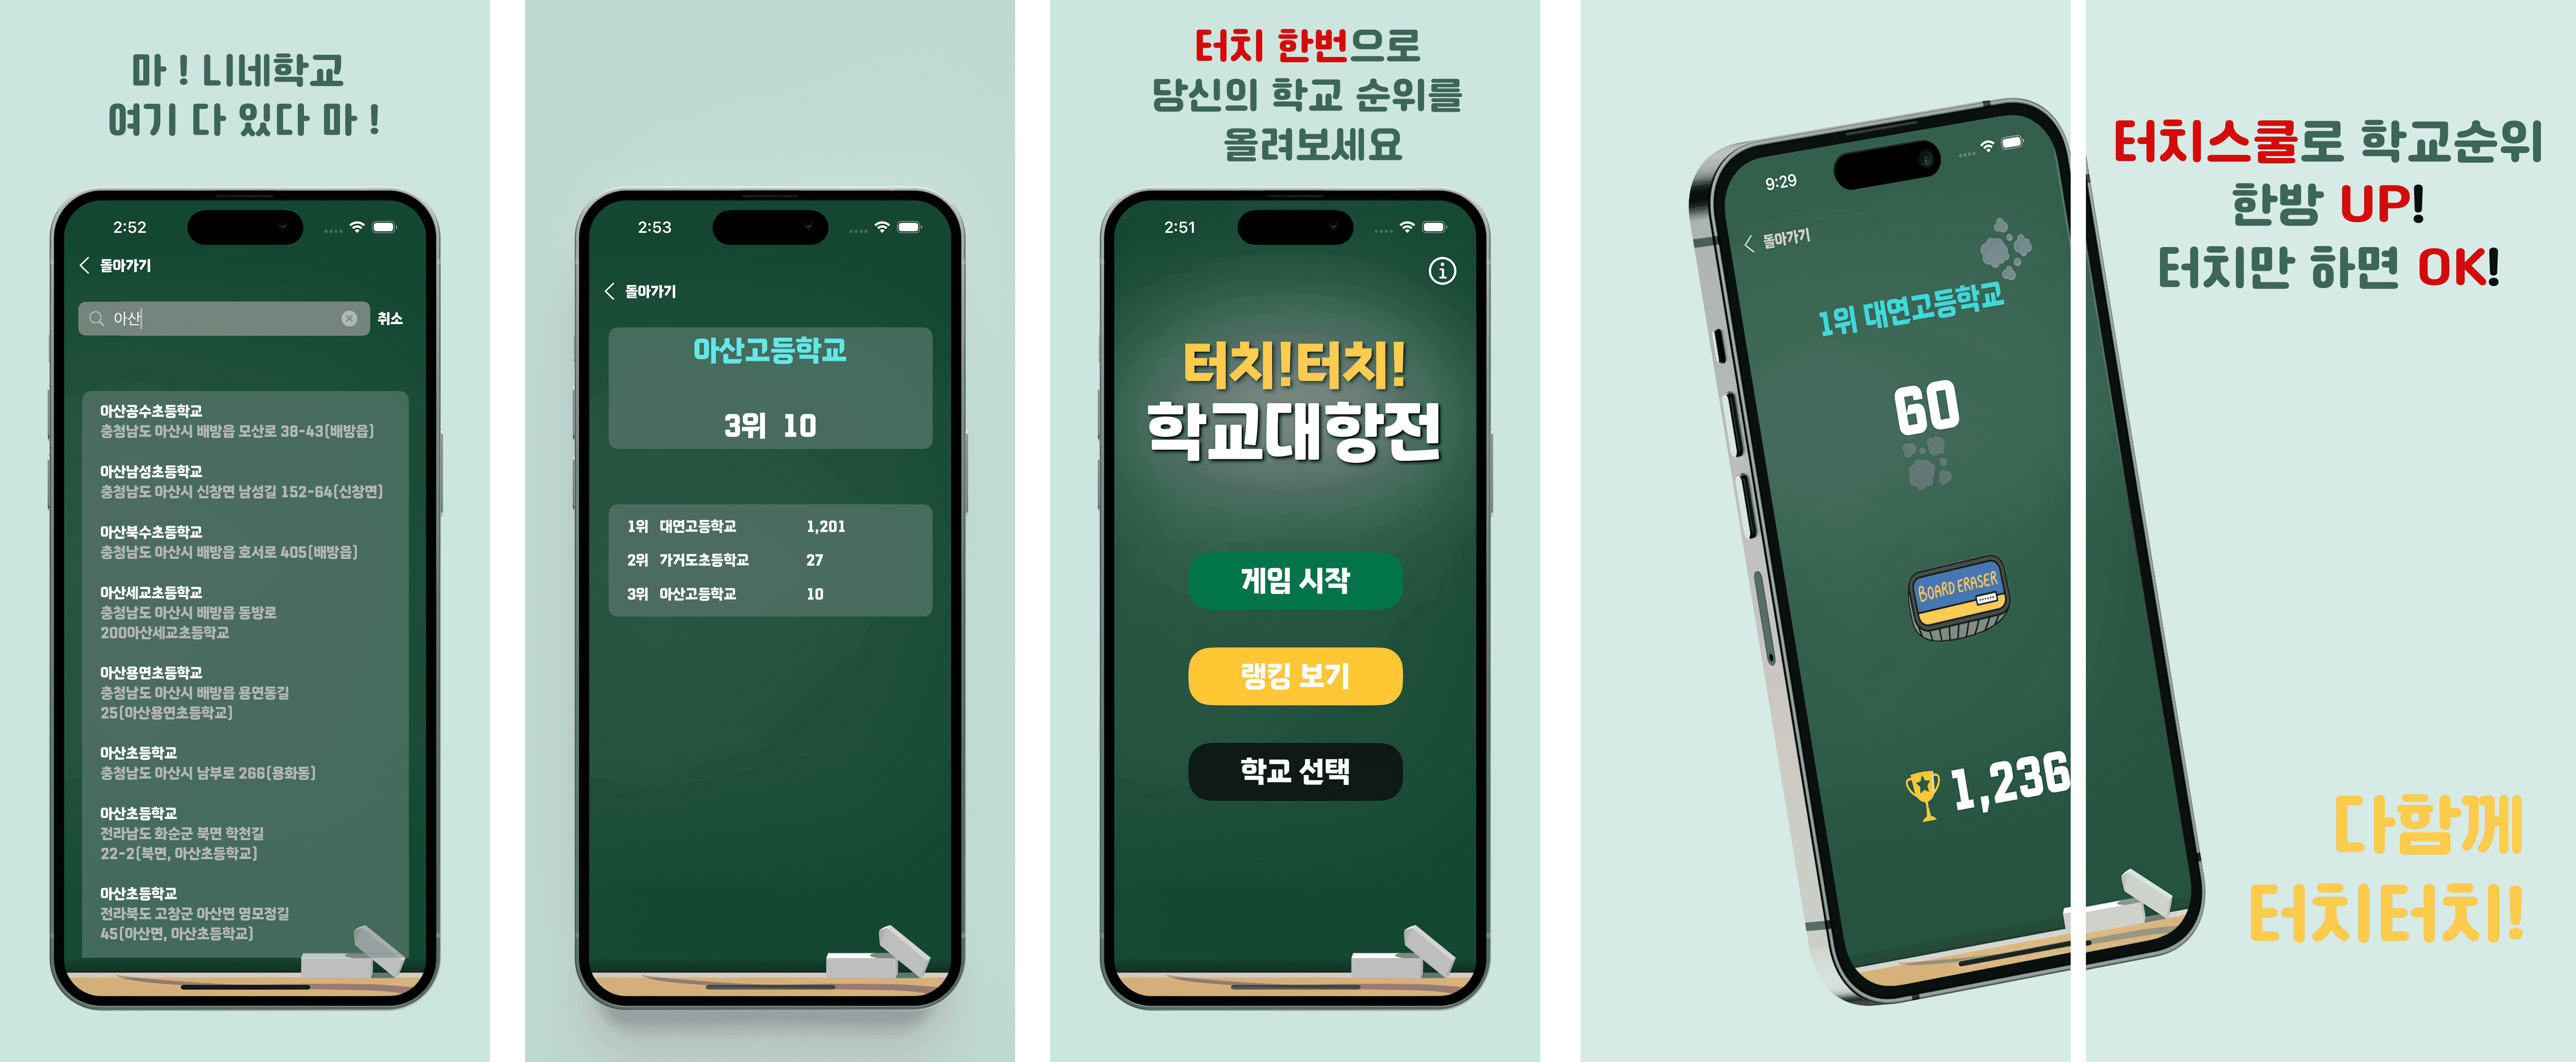 마 ! 니네학교
여기 다 있다 마 !
2:52
돌아가기
아산
취소
아산공수초등학교
충청남도 아산시 배방읍 모산로 38-43(배방읍)
아산남성초등학교
충청남도 아산시 신창면 남성길 152-64(신창면)
아산북수초등학교
충청남도 아산시 배방읍 호서로 405(배방읍)
아산세교초등학교
충청남도 아산시 배방읍 동방로
200아산세교초등학교
아산용연초등학교
충청남도 아산시 배방읍 용연동길
25(아산용연초등학교)
아산초등학교
충청남도 아산시 남부로 266(용화동)
아산초등학교
전라남도 화순군 북면 학천길
22-2(북면, 아산초등학교)
아산초등학교
전라북도 고창군 아산면 영모정길
45(아산면, 아산초등학교)
2:53
돌아가기
아산고등학교
3위 10
1위 대연고등학교 1,201
2위 가거도초등학교 27
3위 아산고등학교 10
터치 한번으로
당신의 학교 순위를
올려보세요
2:51
터치!터치!
학교대항전
게임 시작
랭킹 보기
학교 선택
9:29
돌아가기
1위 대연고등학교
60
BOARD ERASER
1,236
터치스쿨로 학교순위
한방 UP!
터치만 하면 OK!
다함께
터치터치!